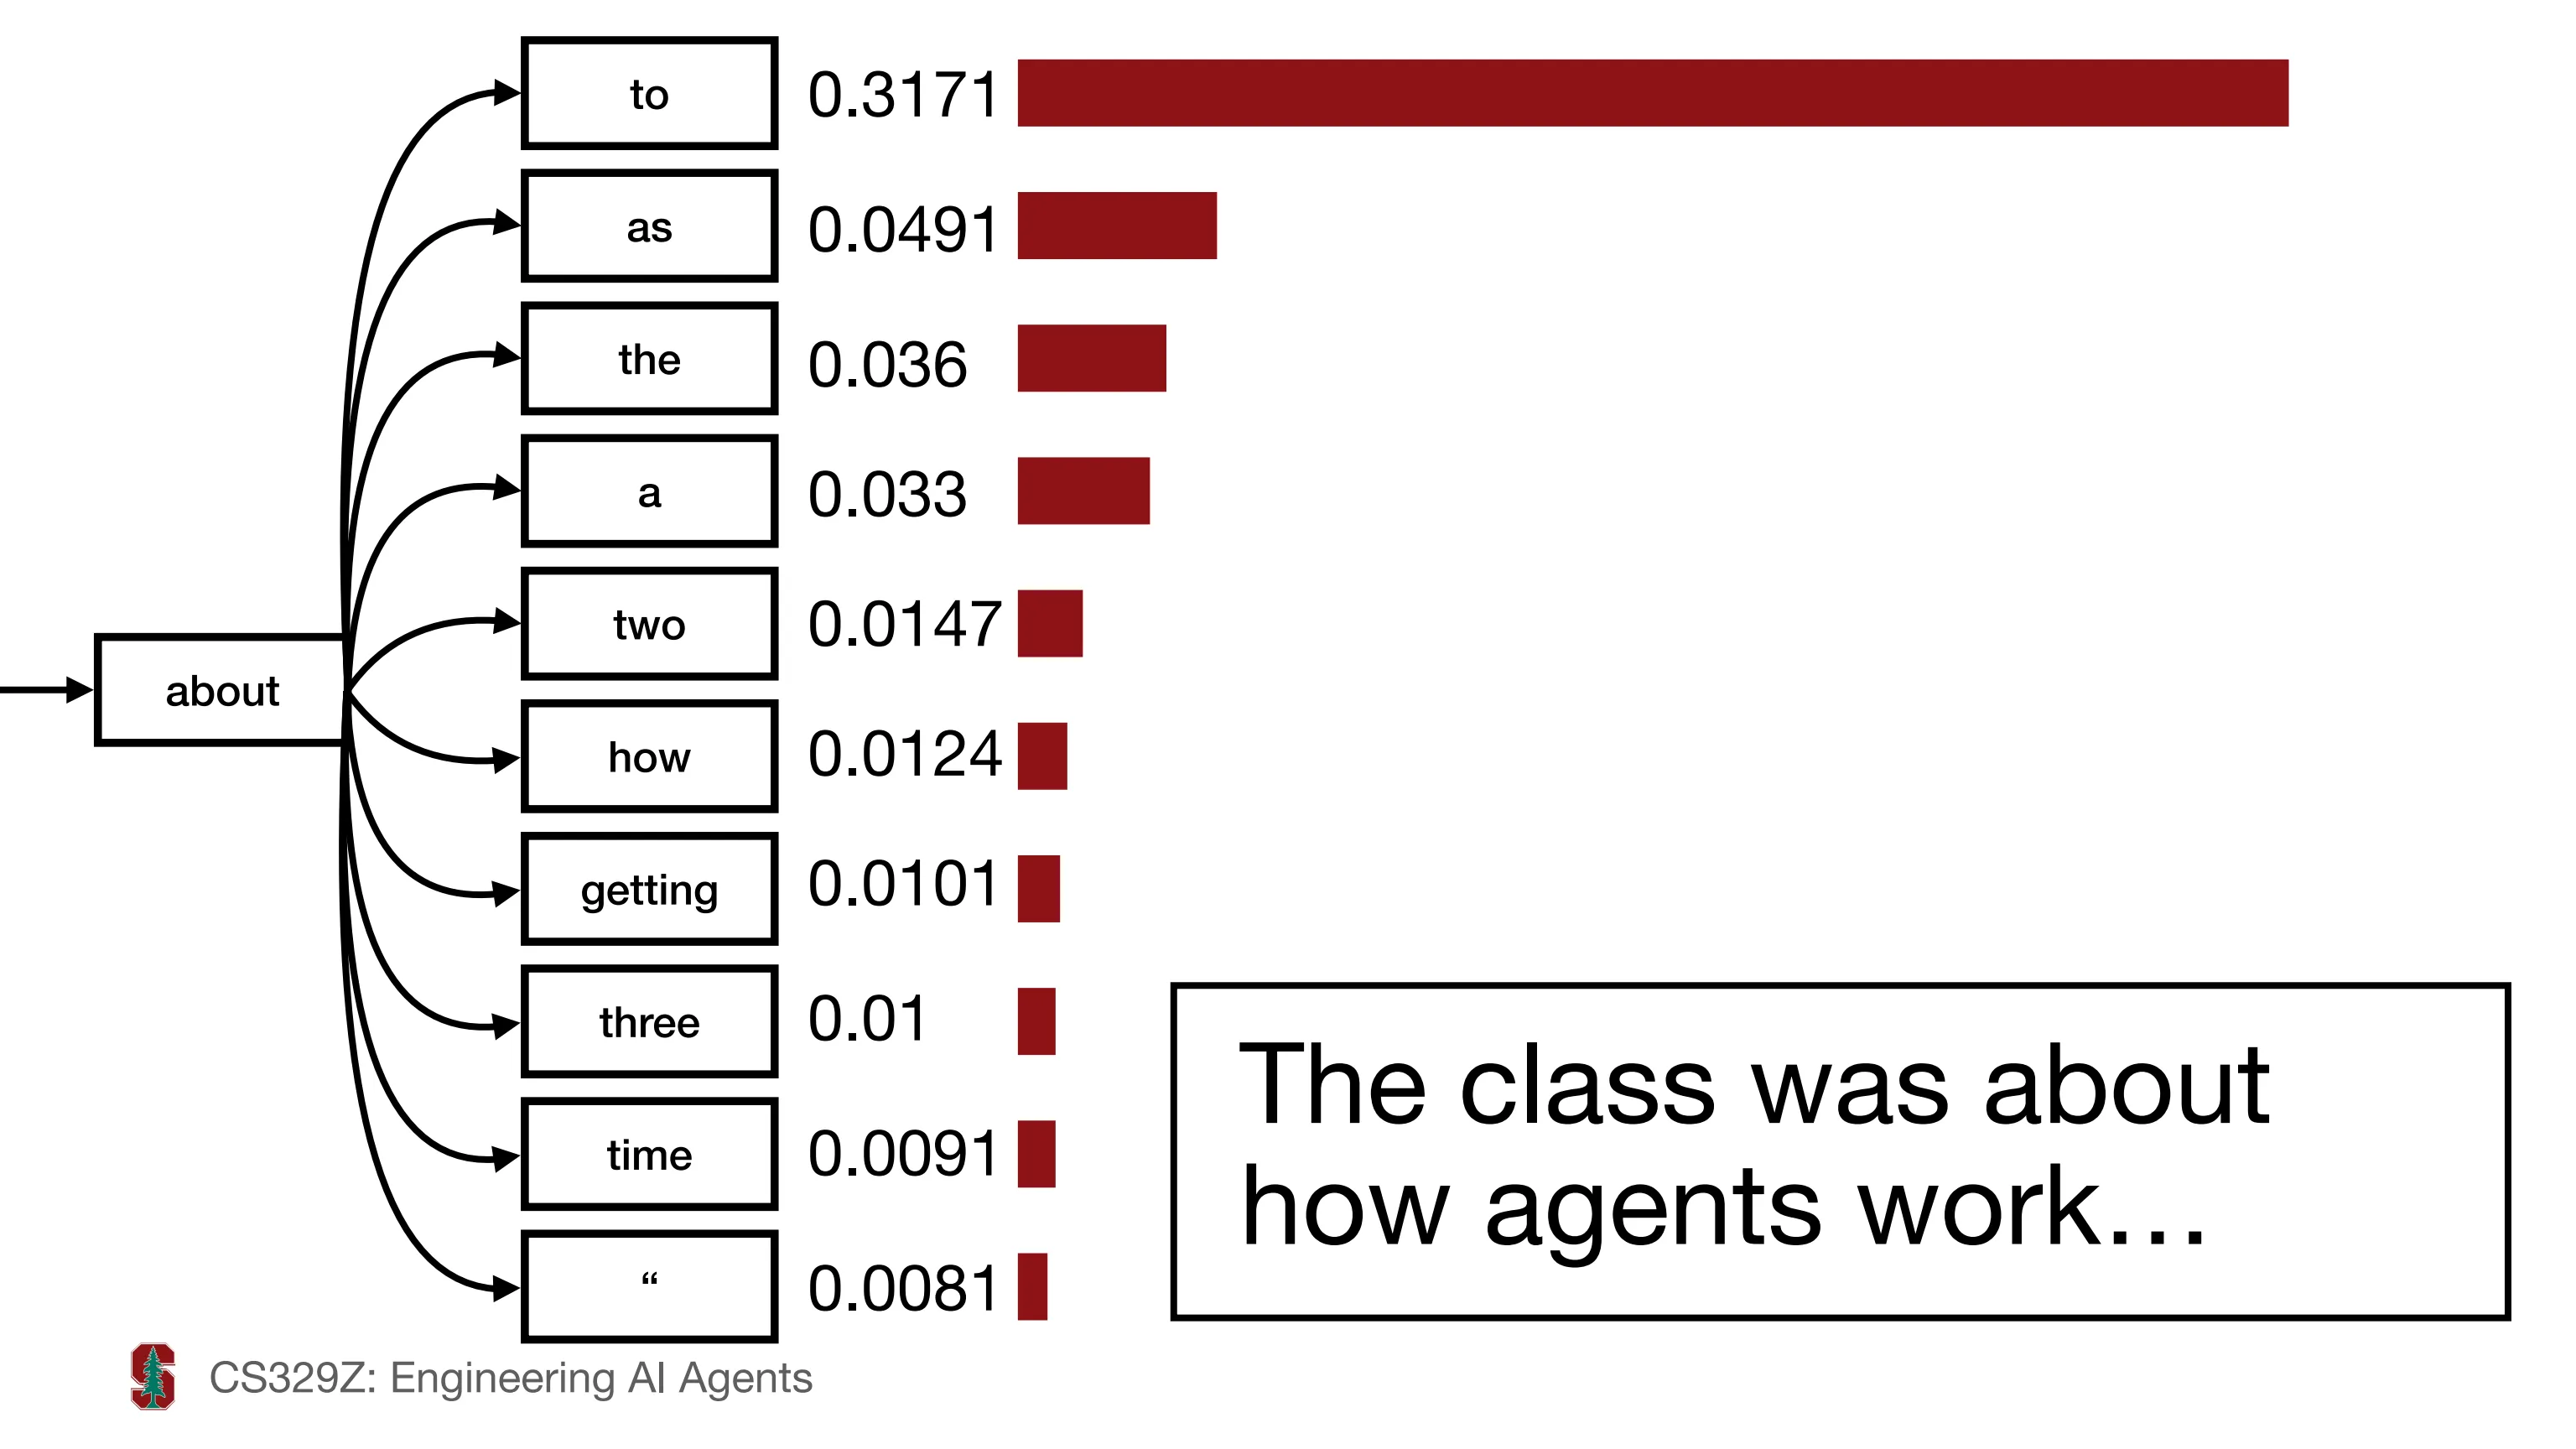 to 0.3171
as 0.0491
the 0.036
a 0.033
two 0.0147
about
how 0.0124
getting 0.0101
three 0.01
time 0.0091
“ 0.0081
The class was about
how agents work...
CS329Z: Engineering AI Agents